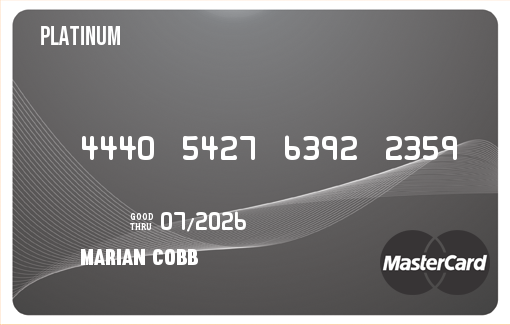 PLATINUM
4440 5427 6392 2359
GOOD THRU 07/2026
MARIAN COBB
MasterCard